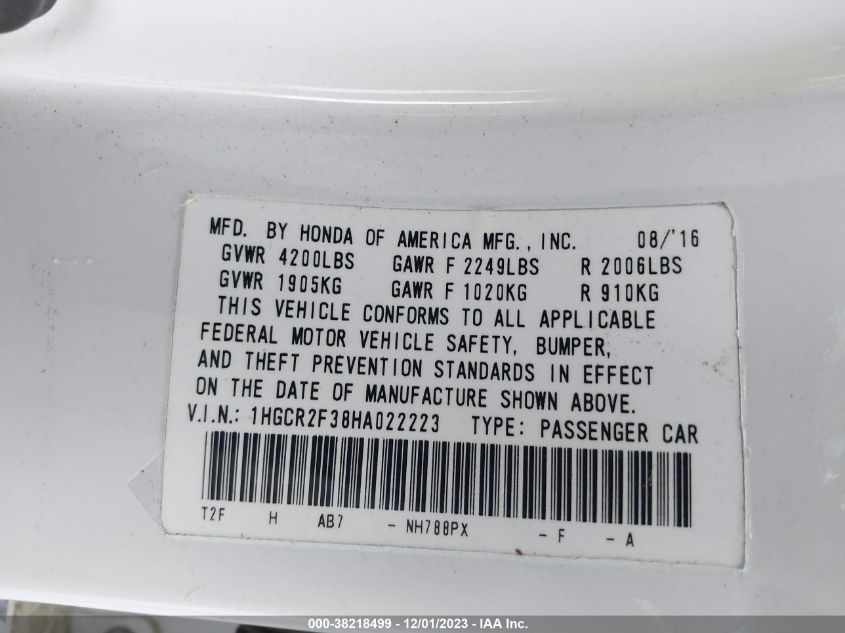 MFD. BY HONDA OF AMERICA MFG., INC. 08/'16
GVWR 4200LBS GAWR F 2249LBS R 2006LBS
GVWR 1905KG GAWR F 1020KG R 910KG
THIS VEHICLE CONFORMS TO ALL APPLICABLE
FEDERAL MOTOR VEHICLE SAFETY, BUMPER,
AND THEFT PREVENTION STANDARDS IN EFFECT
ON THE DATE OF MANUFACTURE SHOWN ABOVE.
V.I.N.: 1HGCR2F38HA022223 TYPE: PASSENGER CAR
T2F H AB7 - NH788PX - F - A
000-38218499 - 12/01/2023 - IAA Inc.